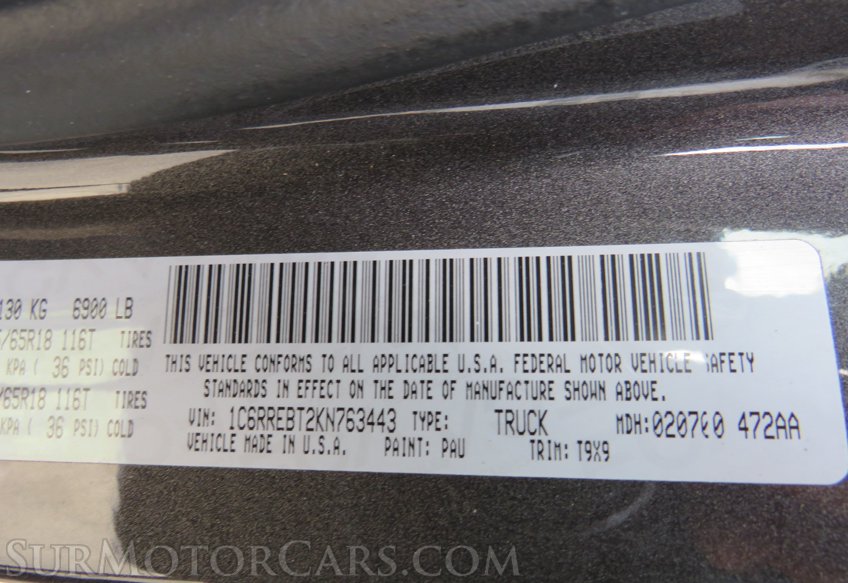 130 KG 6900 LB
/65R18 116T TIRES
KPA ( 36 PSI) COLD
/65R18 116T TIRES
KPA ( 36 PSI) COLD
THIS VEHICLE CONFORMS TO ALL APPLICABLE U.S.A. FEDERAL MOTOR VEHICLE SAFETY
STANDARDS IN EFFECT ON THE DATE OF MANUFACTURE SHOWN ABOVE.
VIN: 1C6RREBT2KN763443 TYPE: TRUCK MDH: 472AA
VEHICLE MADE IN U.S.A. PAINT: PAU TRIM: T9X9
SURMOTORCARS.COM